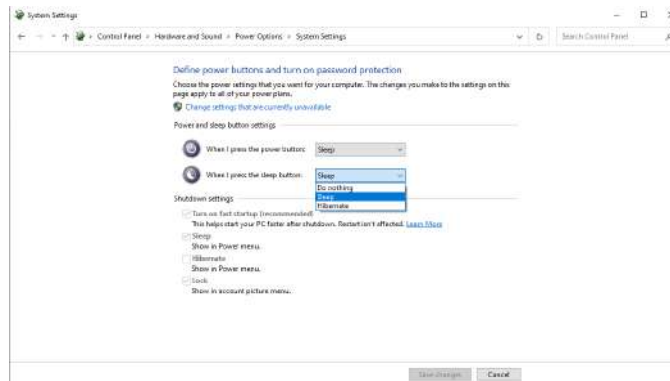 System Settings
Control Panel > Hardware and Sound > Power Options > System Settings
Search Control Panel
Define power buttons and turn on password protection
Choose the power settings that you want for your computer. The changes you make to the settings on this
page apply to all of your power plans.
Change settings that are currently unavailable
Power and sleep button settings
When I press the power button: Sleep
When I press the sleep button: Sleep
Do nothing
Sleep
Hibernate
Shutdown settings
Turn on fast startup (recommended)
This helps start your PC faster after shutdown. Restart isn't affected. Learn More
Sleep
Show in Power menu.
Hibernate
Show in Power menu.
Lock
Show in account picture menu.
Save changes Cancel